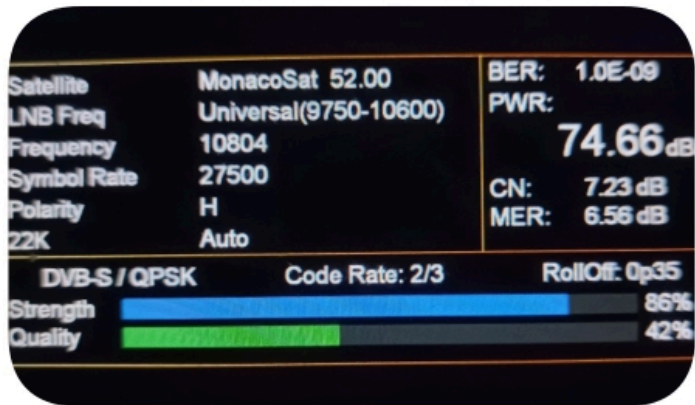 Satellite MonacoSat 52.00
LNB Freq Universal(9750-10600)
Frequency 10804
Symbol Rate 27500
Polarity H
22K Auto
BER: 1.0E-09
PWR:
74.66dB
CN: 7.23 dB
MER: 6.56 dB
DVB-S / QPSK Code Rate: 2/3 RollOff: 0p35
Strength 86%
Quality 42%